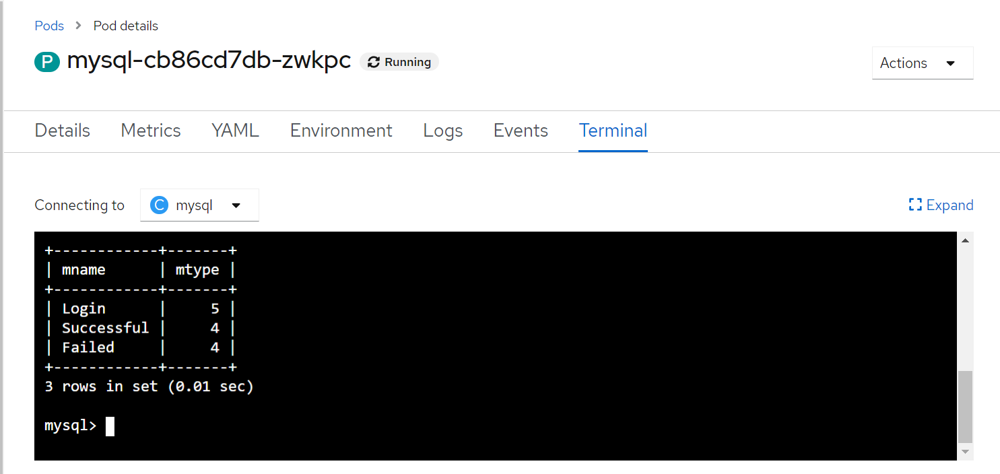 Pods > Pod details
P mysql-cb86cd7db-zwkpc Running
Actions
Details Metrics YAML Environment Logs Events Terminal
Connecting to C mysql
Expand
+------------+-------+
| mname      | mtype |
+------------+-------+
| Login      |     5 |
| Successful |     4 |
| Failed     |     4 |
+------------+-------+
3 rows in set (0.01 sec)
mysql>